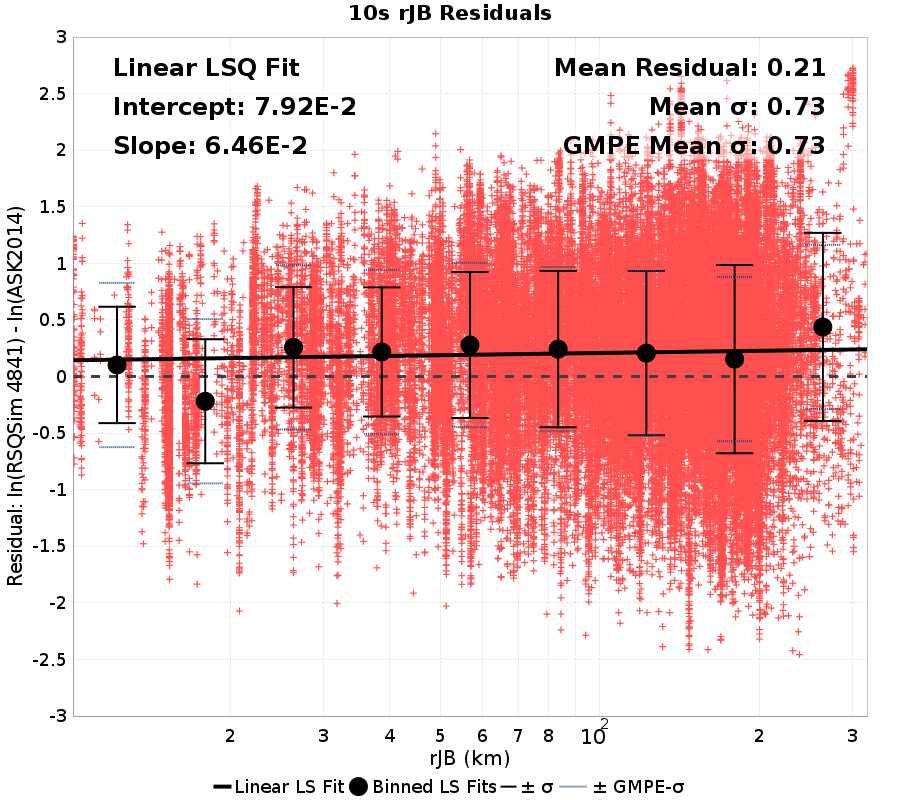 10s rJB Residuals
Linear LSQ Fit
Intercept: 7.92E-2
Slope: 6.46E-2
Mean Residual: 0.21
Mean σ: 0.73
GMPE Mean σ: 0.73
Residual: ln(RSQSim 4841) - ln(ASK2014)
3
2.5
2
1.5
1
0.5
0
-0.5
-1
-1.5
-2
-2.5
-3
2 3 4 5 6 7 8 10² 2 3
rJB (km)
Linear LS Fit Binned LS Fits ± σ ± GMPE-σ